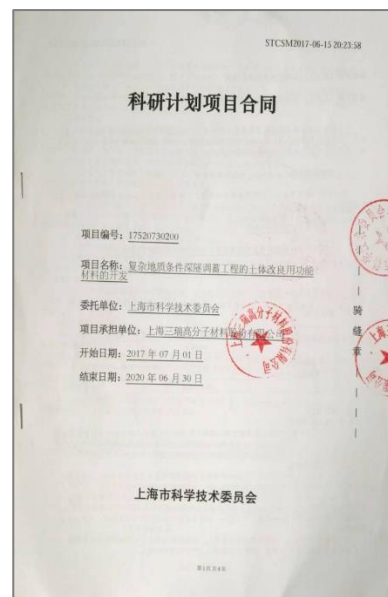 STCSM2017-06-15 20:23:58
科研计划项目合同
项目编号：17520730200
项目名称：复杂地质条件深隧调蓄工程的土体改良用功能
材料的开发
委托单位：上海市科学技术委员会
项目承担单位：上海三瑞高分子材料股份有限公司
开始日期：2017 年 07 月 01 日
结束日期：2020 年 06 月 30 日
骑缝章
上海市科学技术委员会